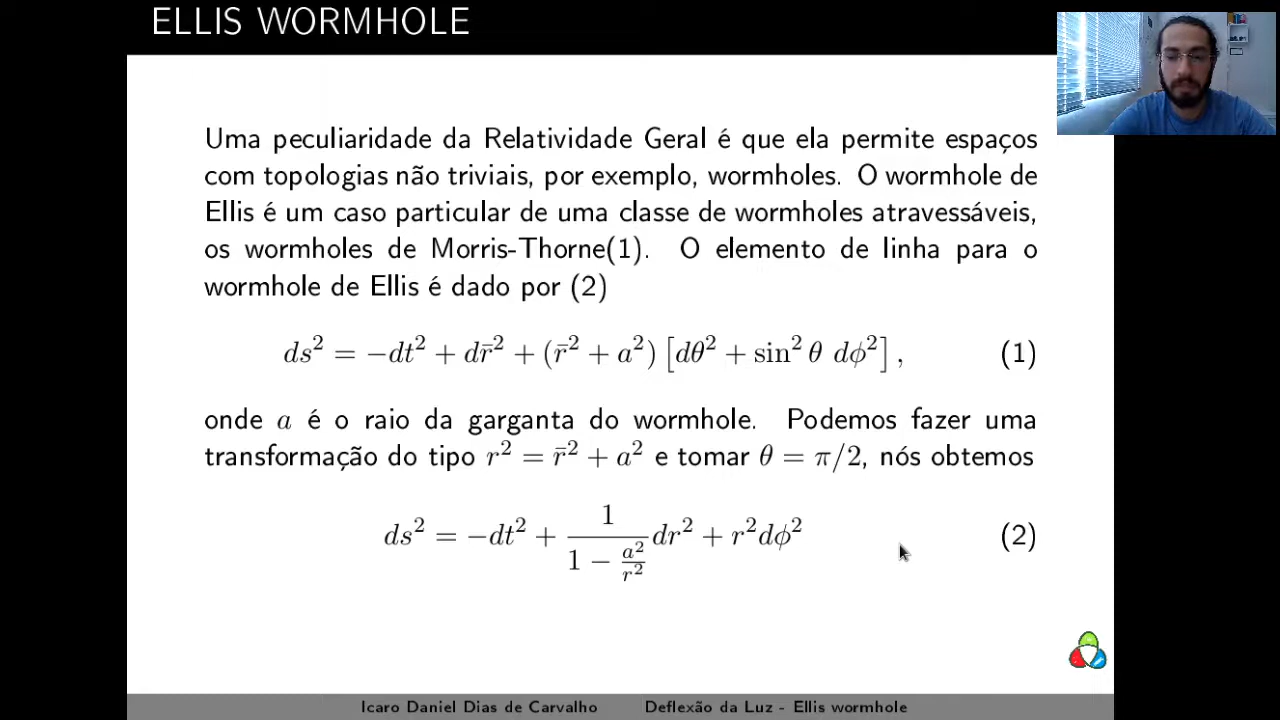 ELLIS WORMHOLE
Uma peculiaridade da Relatividade Geral é que ela permite espaços
com topologias não triviais, por exemplo, wormholes. O wormhole de
Ellis é um caso particular de uma classe de wormholes atravessáveis,
os wormholes de Morris-Thorne(1). O elemento de linha para o
wormhole de Ellis é dado por (2)
ds² = −dt² + dr̄² + (r̄² + a²) [dθ² + sin² θ dϕ²] , (1)
onde a é o raio da garganta do wormhole. Podemos fazer uma
transformação do tipo r² = r̄² + a² e tomar θ = π/2, nós obtemos
ds² = −dt² + \frac{1}{1 − \frac{a²}{r²}} dr² + r²dϕ² (2)
Icaro Daniel Dias de Carvalho Deflexão da Luz - Ellis wormhole